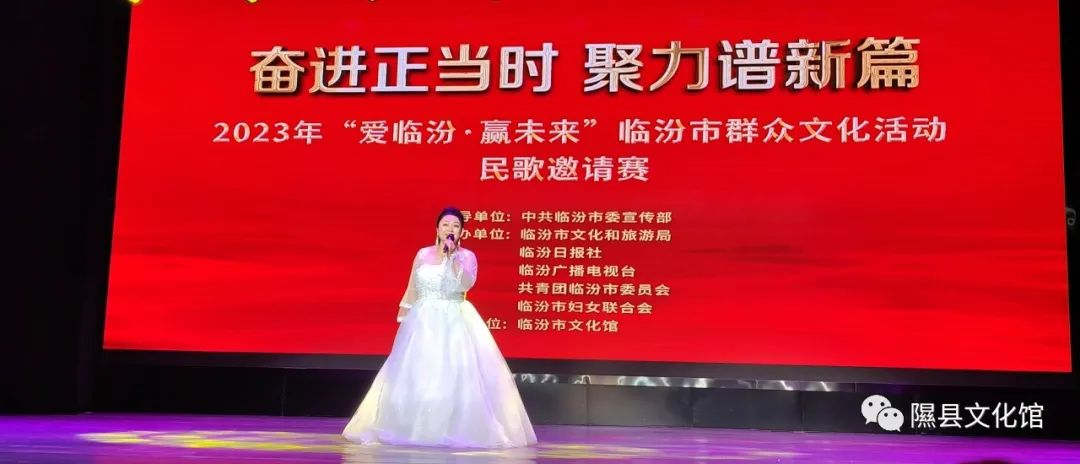 奋进正当时 聚力谱新篇
2023年“爱临汾·赢未来”临汾市群众文化活动
民歌邀请赛
导单位：中共临汾市委宣传部
办单位：临汾市文化和旅游局
临汾日报社
临汾广播电视台
共青团临汾市委员会
临汾市妇女联合会
位：临汾市文化馆
隰县文化馆